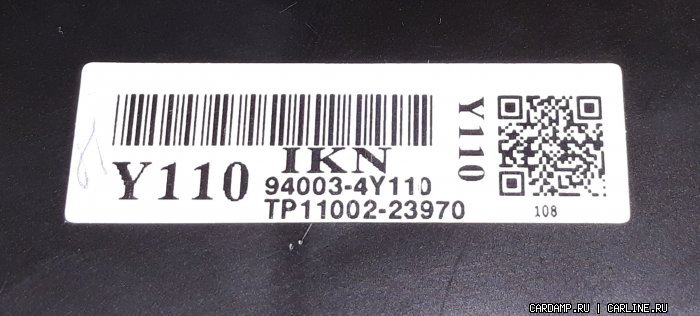 IKN
Y110
94003-4Y110
TP11002-23970
Y110
108
CARDAMP.RU | CARLINE.RU